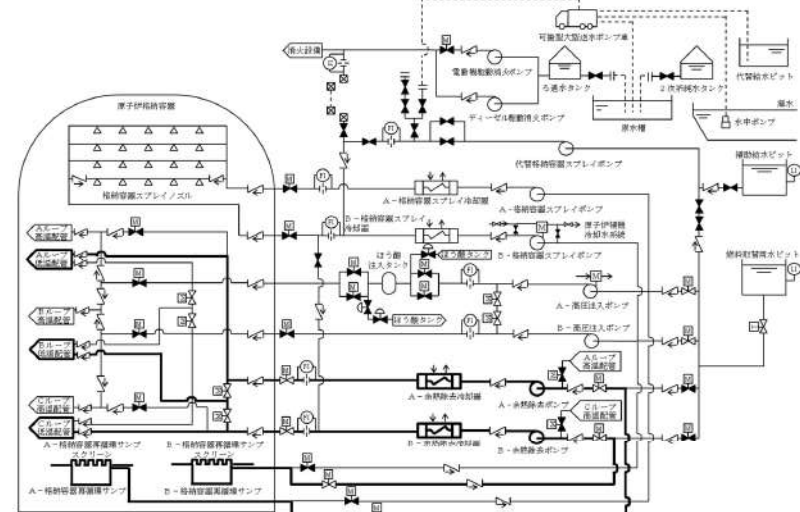 可搬型大型送水ポンプ車
消火設備
電動機駆動消火ポンプ
ろ過水タンク
2次系純水タンク
代替給水ピット
海水
原子炉格納容器
ディーゼル駆動消火ポンプ
原水槽
水中ポンプ
FI
代替格納容器スプレイポンプ
補助給水ピット
格納容器スプレイノズル
M
FI
A-格納容器スプレイ冷却器
A-格納容器スプレイポンプ
LI
B-格納容器スプレイ
冷却器
原子炉補機
冷却水系統
Aループ
高温配管
B-格納容器スプレイポンプ
Aループ
低温配管
ほう酸
注入タンク
ほう酸タンク
燃料取替用水ピット
A-高圧注入ポンプ
LI
Bループ
高温配管
ほう酸タンク
B-高圧注入ポンプ
Bループ
低温配管
Aループ
高温配管
A-余熱除去冷却器
A-余熱除去ポンプ
Cループ
高温配管
Cループ
高温配管
Cループ
低温配管
B-余熱除去冷却器
B-余熱除去ポンプ
A-格納容器再循環サンプ
スクリーン
B-格納容器再循環サンプ
スクリーン
A-格納容器再循環サンプ
B-格納容器再循環サンプ